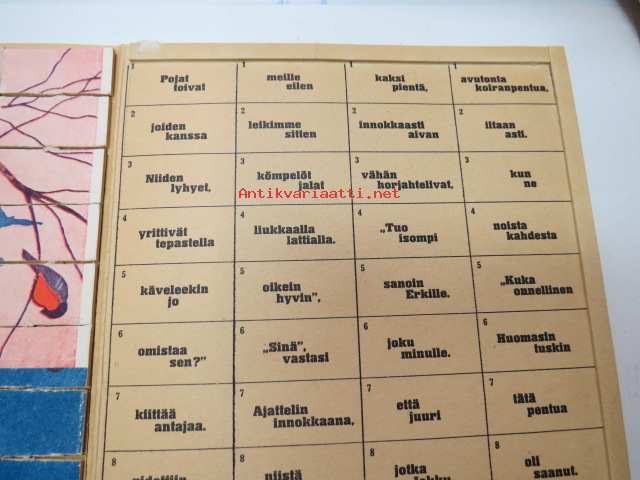 1 Pojat toivat 1 meille eilen 1 kaksi pientä, 1 avutonta koiranpentua,
2 joiden kanssa 2 leikimme sitten 2 innokkaasti aivan 2 iltaan asti.
3 Niiden lyhyet, 3 kömpelöt jalat 3 vähän horjahtelivat, 3 kun ne
Antikvariaatti.net
4 yrittivät tepastella 4 liukkaalla lattialla. 4 „Tuo isompi 4 noista kahdesta
5 käveleekin jo 5 oikein hyvin”, 5 sanoin Erkille. 5 „Kuka onnellinen
6 omistaa sen?” 6 „Sinä”, vastasi 6 joku minulle. 6 Huomasin tuskin
7 kiittää antajaa. 7 Ajattelin innokkaana, 7 että juuri 7 tätä pentua
8 8 niistä 8 jotka 8 oli saanut.